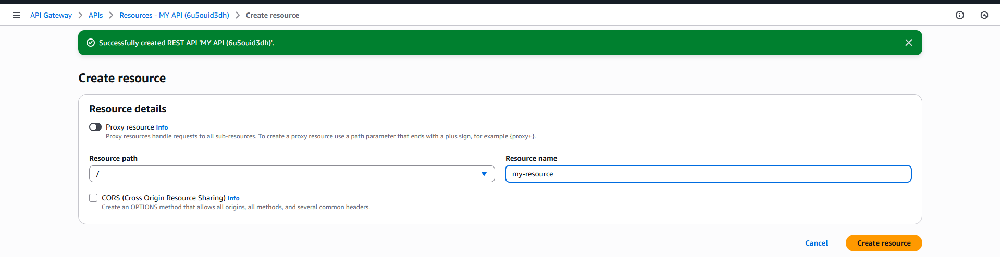 API Gateway > APIs > Resources - MY API (6u5ouid3dh) > Create resource
Successfully created REST API 'MY API (6u5ouid3dh)'.
Create resource
Resource details
Proxy resource Info
Proxy resources handle requests to all sub-resources. To create a proxy resource use a path parameter that ends with a plus sign, for example {proxy+}.
Resource path
/
Resource name
my-resource
CORS (Cross Origin Resource Sharing) Info
Create an OPTIONS method that allows all origins, all methods, and several common headers.
Cancel
Create resource